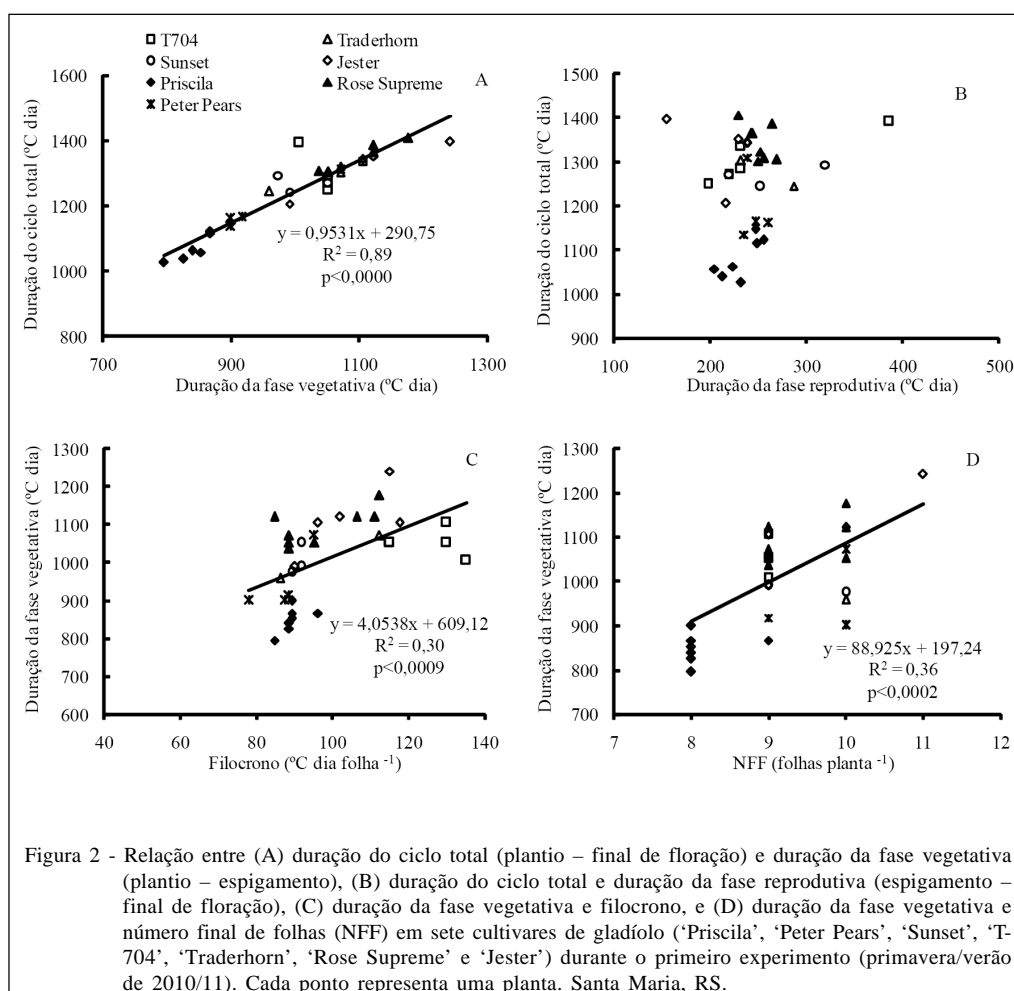 T704
Traderhorn
Sunset
Jester
Priscila
Rose Supreme
Peter Pears
A
1600
1400
1200
1000
800
700
900
1100
1300
Duração do ciclo total (ºC dia)
Duração da fase vegetativa (ºC dia)
y = 0,9531x + 290,75
R² = 0,89
p<0,0000
B
1500
1400
1300
1200
1100
1000
900
100
200
300
400
500
Duração do ciclo total (ºC dia)
Duração da fase reprodutiva (ºC dia)
C
1300
1200
1100
1000
900
800
700
600
40
60
80
100
120
140
Duração da fase vegetativa (ºC dia)
Filocrono (ºC dia folha -1)
y = 4,0538x + 609,12
R² = 0,30
p<0,0009
D
1300
1200
1100
1000
900
800
700
7
8
9
10
11
12
Duração da fase vegetativa (ºC dia)
NFF (folhas planta -1)
y = 88,925x + 197,24
R² = 0,36
p<0,0002
Figura 2 - Relação entre (A) duração do ciclo total (plantio – final de floração) e duração da fase vegetativa
(plantio – espigamento), (B) duração do ciclo total e duração da fase reprodutiva (espigamento –
final de floração), (C) duração da fase vegetativa e filocrono, e (D) duração da fase vegetativa e
número final de folhas (NFF) em sete cultivares de gladíolo (‘Priscila’, ‘Peter Pears’, ‘Sunset’, ‘T-
704’, ‘Traderhorn’, ‘Rose Supreme’ e ‘Jester’) durante o primeiro experimento (primavera/verão
de 2010/11). Cada ponto representa uma planta. Santa Maria, RS.